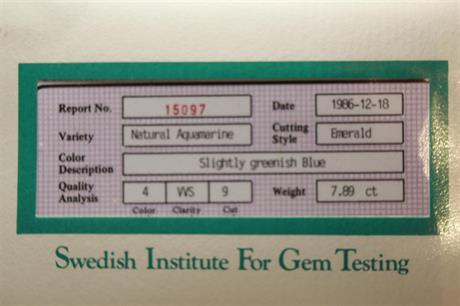 Report No. 15097 Date 1986-12-18
Variety Natural Aquamarine Cutting Style Emerald
Color Description Slightly greenish Blue
Quality Analysis 4 VVS 9 Weight 7.89 ct
Color Clarity Cut
Swedish Institute For Gem Testing